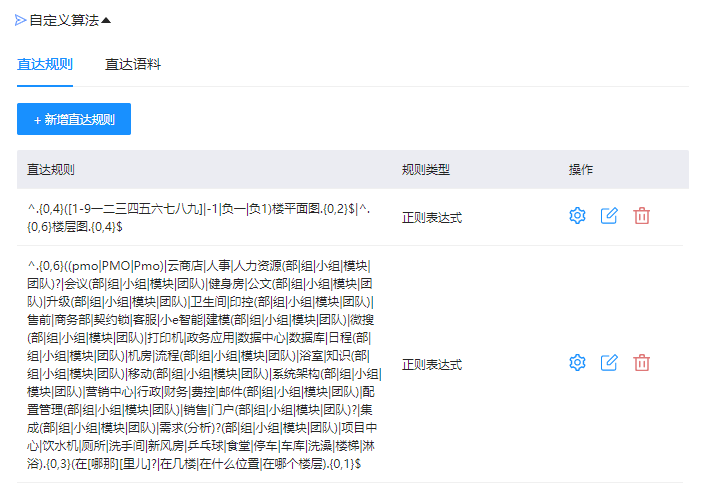 自定义算法
直达规则 直达语料
+ 新增直达规则
直达规则 规则类型 操作
^.{0,4}([1-9一二三四五六七八九]|-1|负一|负1)楼平面图.{0,2}$|^.
{0,6}楼层图.{0,4}$
正则表达式
^.{0,6}((pmo|PMO|Pmo)|云商店|人事|人力资源(部|组|小组|模块|
团队)?|会议(部|组|小组|模块|团队)|健身房|公文(部|组|小组|模块|团
队)|升级(部|组|小组|模块|团队)|卫生间|印控(部|组|小组|模块|团队)|
售前|商务部|契约锁|客服|小e智能|建模(部|组|小组|模块|团队)|微搜
(部|组|小组|模块|团队)|打印机|政务应用|数据中心|数据库|日程(部|
组|小组|模块|团队)|机房|流程(部|组|小组|模块|团队)|浴室|知识(部|
组|小组|模块|团队)|移动(部|组|小组|模块|团队)|系统架构(部|组|小组|
模块|团队)|营销中心|行政|财务|费控|邮件(部|组|小组|模块|团队)|配
置管理(部|组|小组|模块|团队)|销售|门户(部|组|小组|模块|团队)?|集
成(部|组|小组|模块|团队)|需求(分析)?(部|组|小组|模块|团队)|项目中
心|饮水机|厕所|洗手间|新风房|乒乓球|食堂|停车|车库|洗澡|楼梯|淋
浴).{0,3}(在[哪那][里儿]?|在几楼|在什么位置|在哪个楼层).{0,1}$
正则表达式